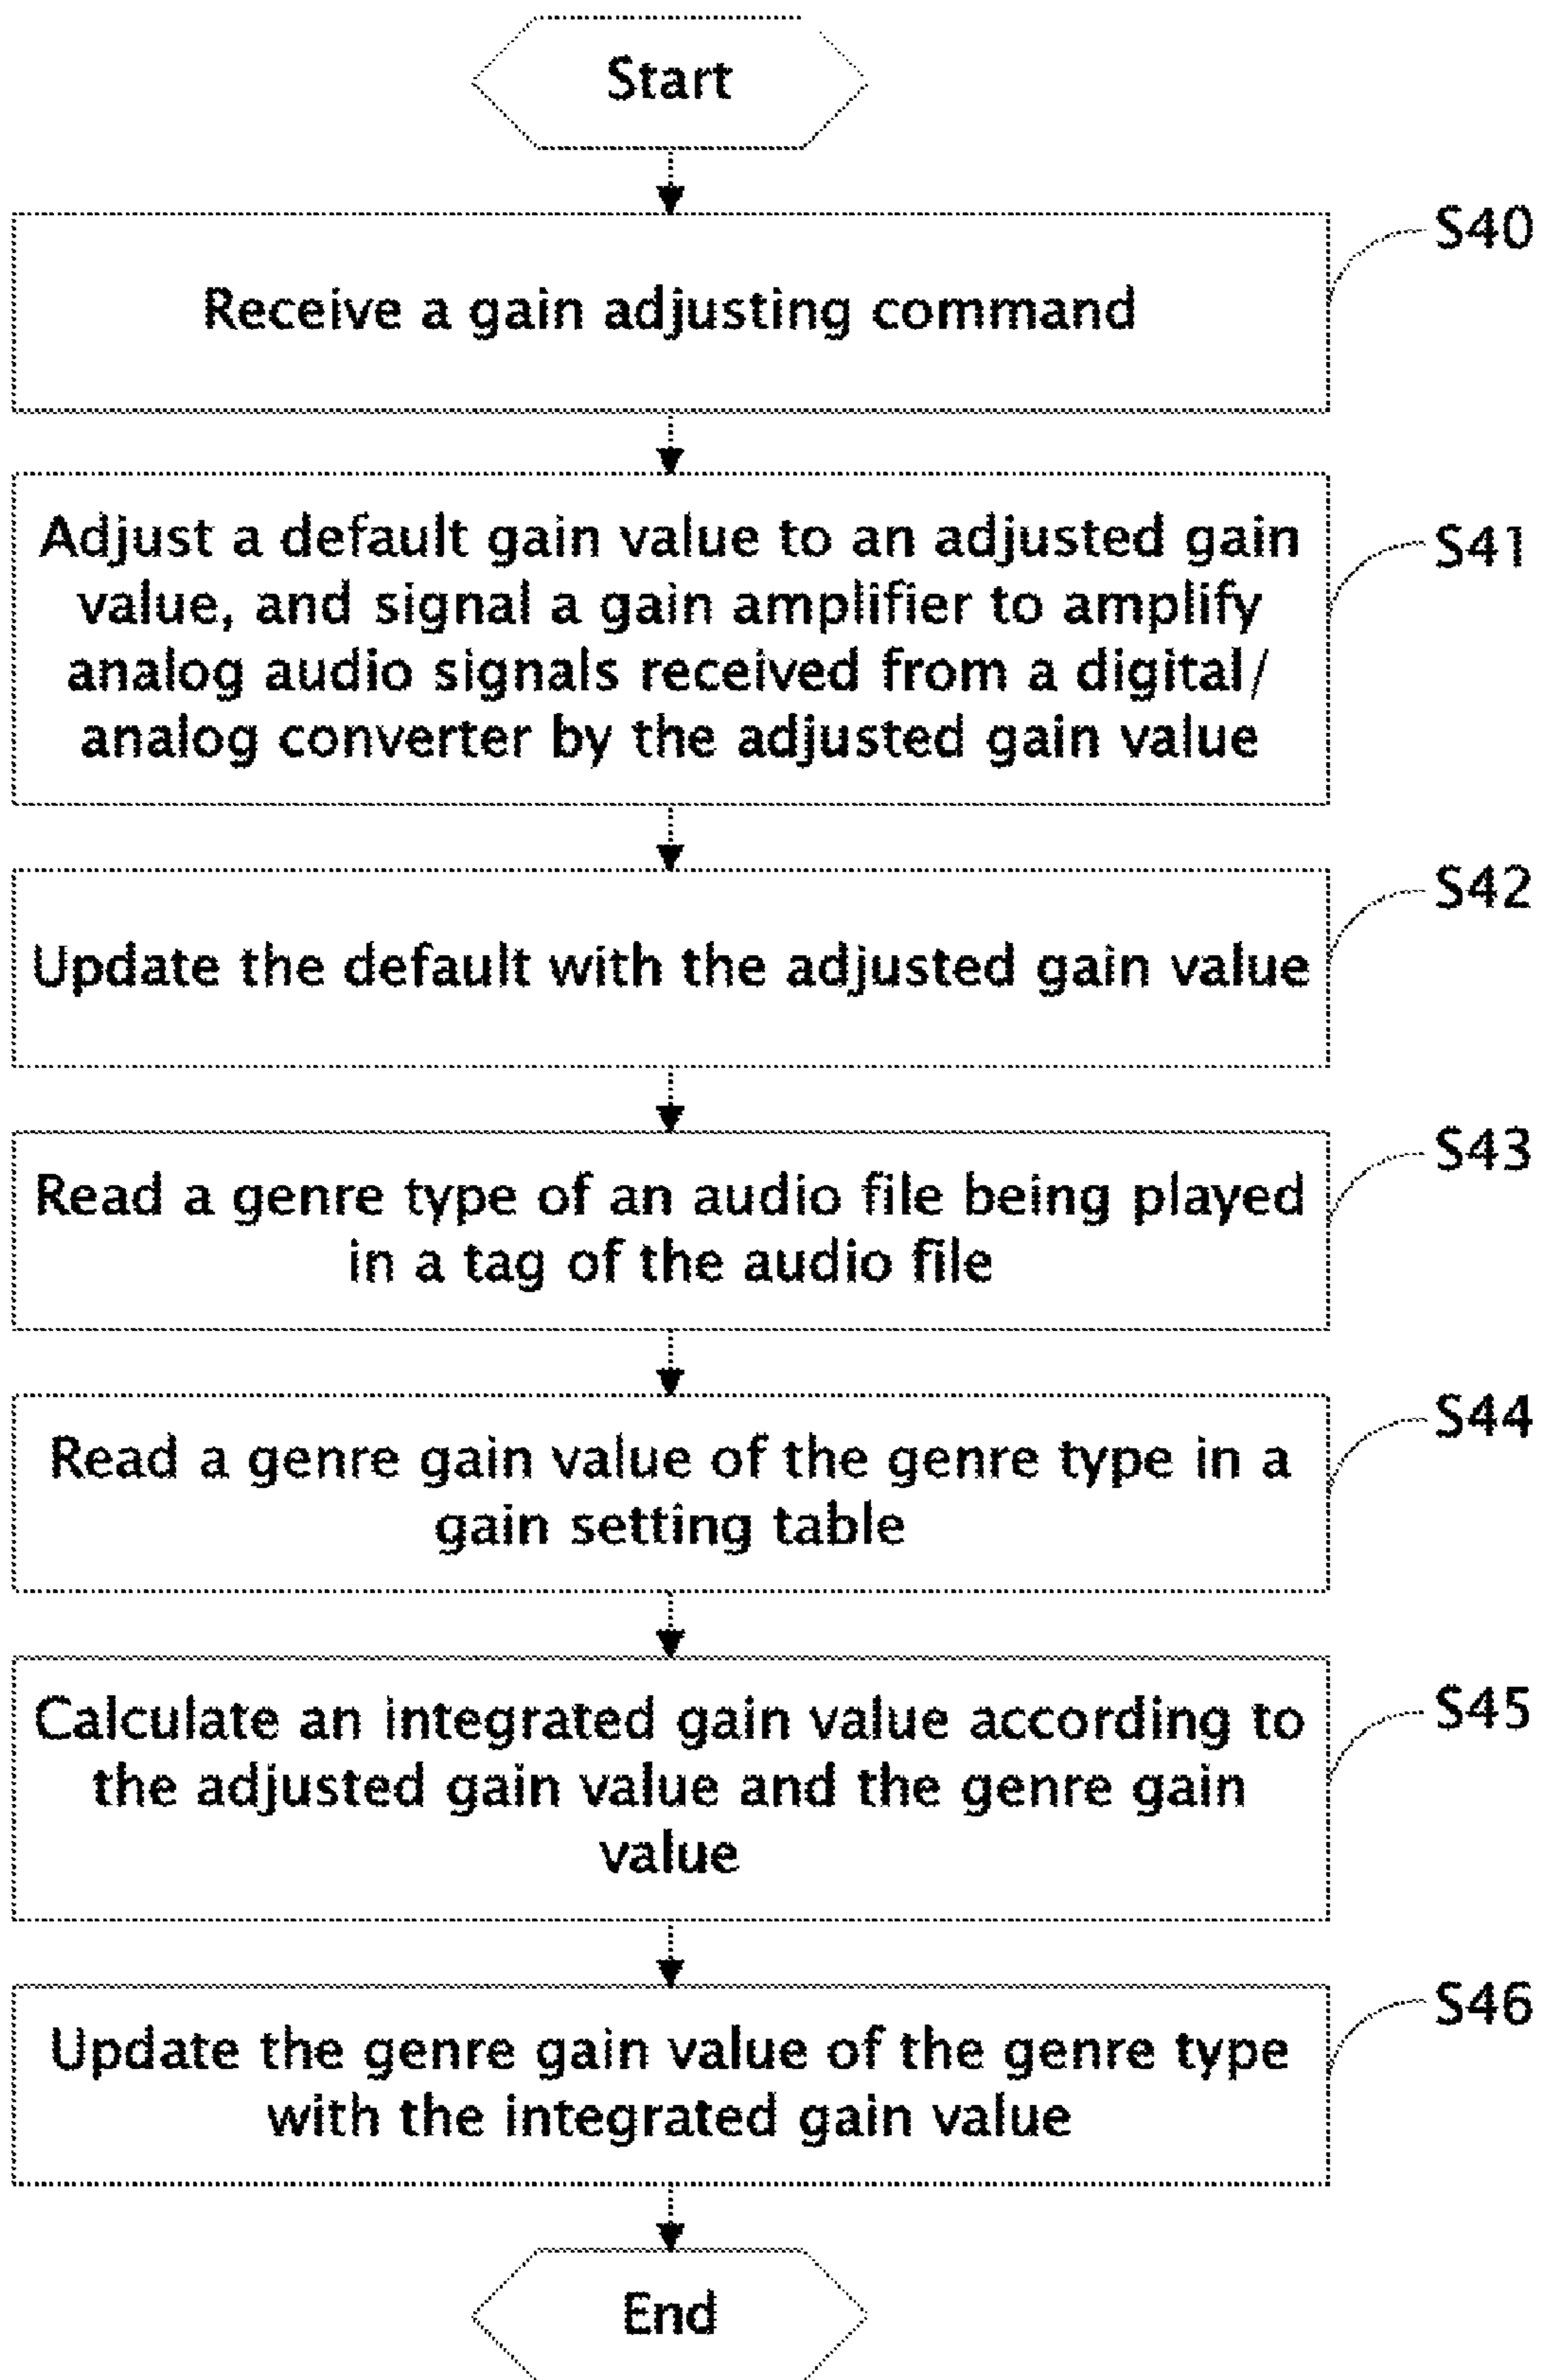 Start
S40
Receive a gain adjusting command
S41
Adjust a default gain value to an adjusted gain
value, and signal a gain amplifier to amplify
analog audio signals received from a digital/
analog converter by the adjusted gain value
S42
Update the default with the adjusted gain value
S43
Read a genre type of an audio file being played
in a tag of the audio file
S44
Read a genre gain value of the genre type in a
gain setting table
S45
Calculate an integrated gain value according to
the adjusted gain value and the genre gain
value
S46
Update the genre gain value of the genre type
with the integrated gain value
End